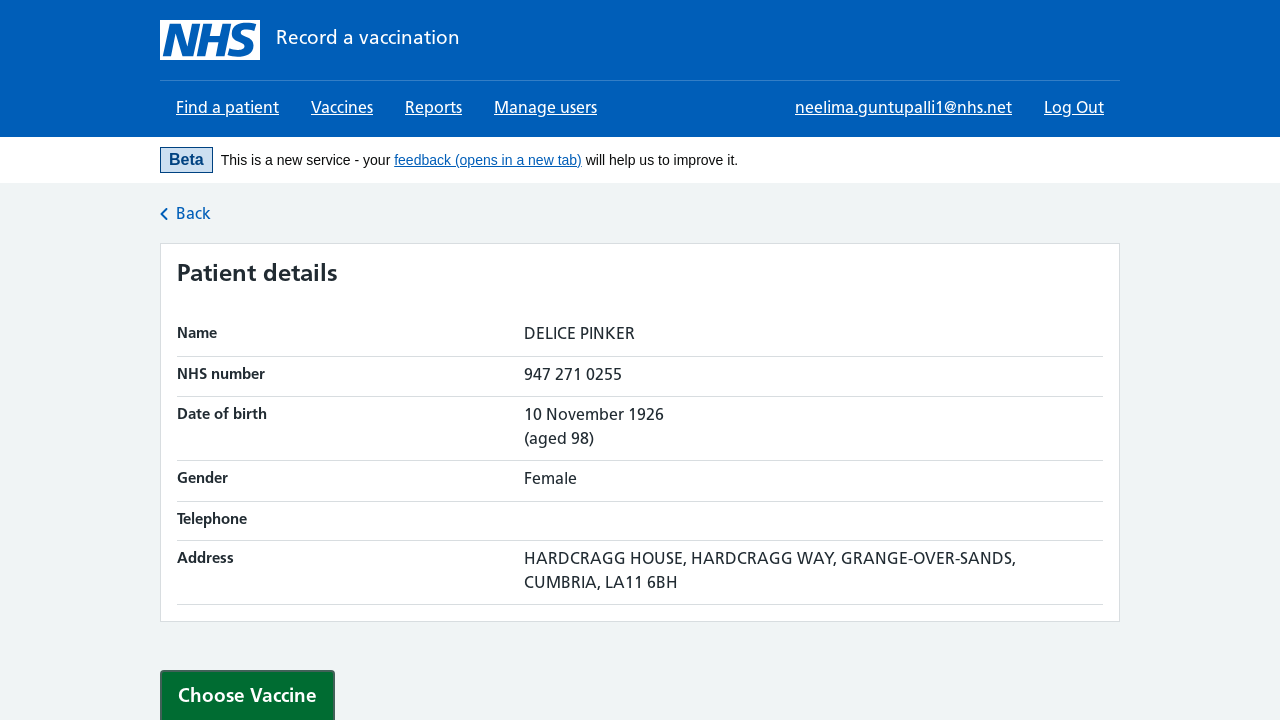 NHS Record a vaccination
Find a patient Vaccines Reports Manage users neelima.guntupalli1@nhs.net Log Out
Beta This is a new service - your feedback (opens in a new tab) will help us to improve it.
Back
Patient details
Name DELICE PINKER
NHS number 947 271 0255
Date of birth 10 November 1926
(aged 98)
Gender Female
Telephone
Address HARDCRAGG HOUSE, HARDCRAGG WAY, GRANGE-OVER-SANDS,
CUMBRIA, LA11 6BH
Choose Vaccine